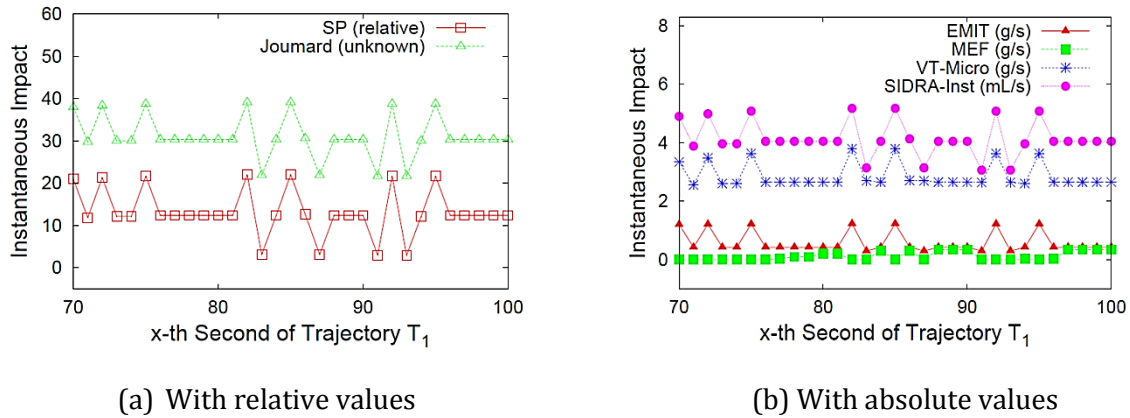 60
50
40
30
20
10
0
Instantaneous Impact
SP (relative)
Joumard (unknown)
70 80 90 100
x-th Second of Trajectory T1
(a) With relative values
8
6
4
2
0
Instantaneous Impact
EMIT (g/s)
MEF (g/s)
VT-Micro (g/s)
SIDRA-Inst (mL/s)
70 80 90 100
x-th Second of Trajectory T1
(b) With absolute values